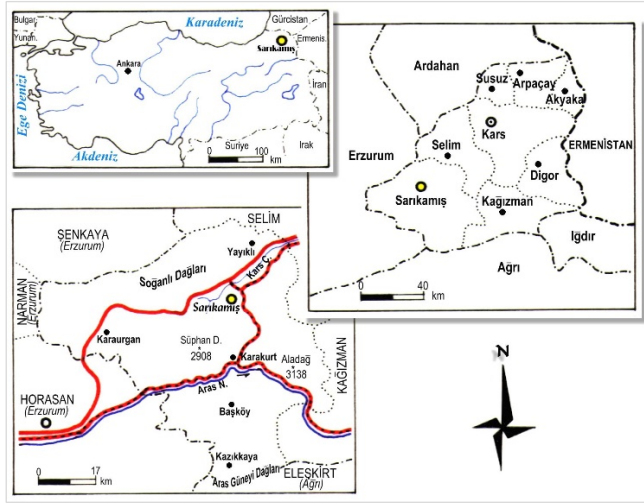 Bulgar.
Yunan.
Karadeniz
Gürcistan
Ermenis.
Sarıkamış
Ankara
İran
Ege Denizi
Akdeniz
Suriye
Irak
0 100
km
Ardahan
Susuz
Arpaçay
Akyaka
Kars
ERMENİSTAN
Erzurum
Selim
Digor
Sarıkamış
Kağızman
Iğdır
Ağrı
0 40
km
ŞENKAYA
(Erzurum)
SELİM
Yayıklı
Soğanlı Dağları
Kars Ç.
NARMAN
(Erzurum)
Sarıkamış
Karaurgan
Süphan D.
2908
Karakurt
Aladağ
3138
KAĞIZMAN
HORASAN
(Erzurum)
Aras N.
Başköy
Kazıkkaya
Aras Güneyi Dağları
ELEŞKİRT
(Ağrı)
0 17
km
N